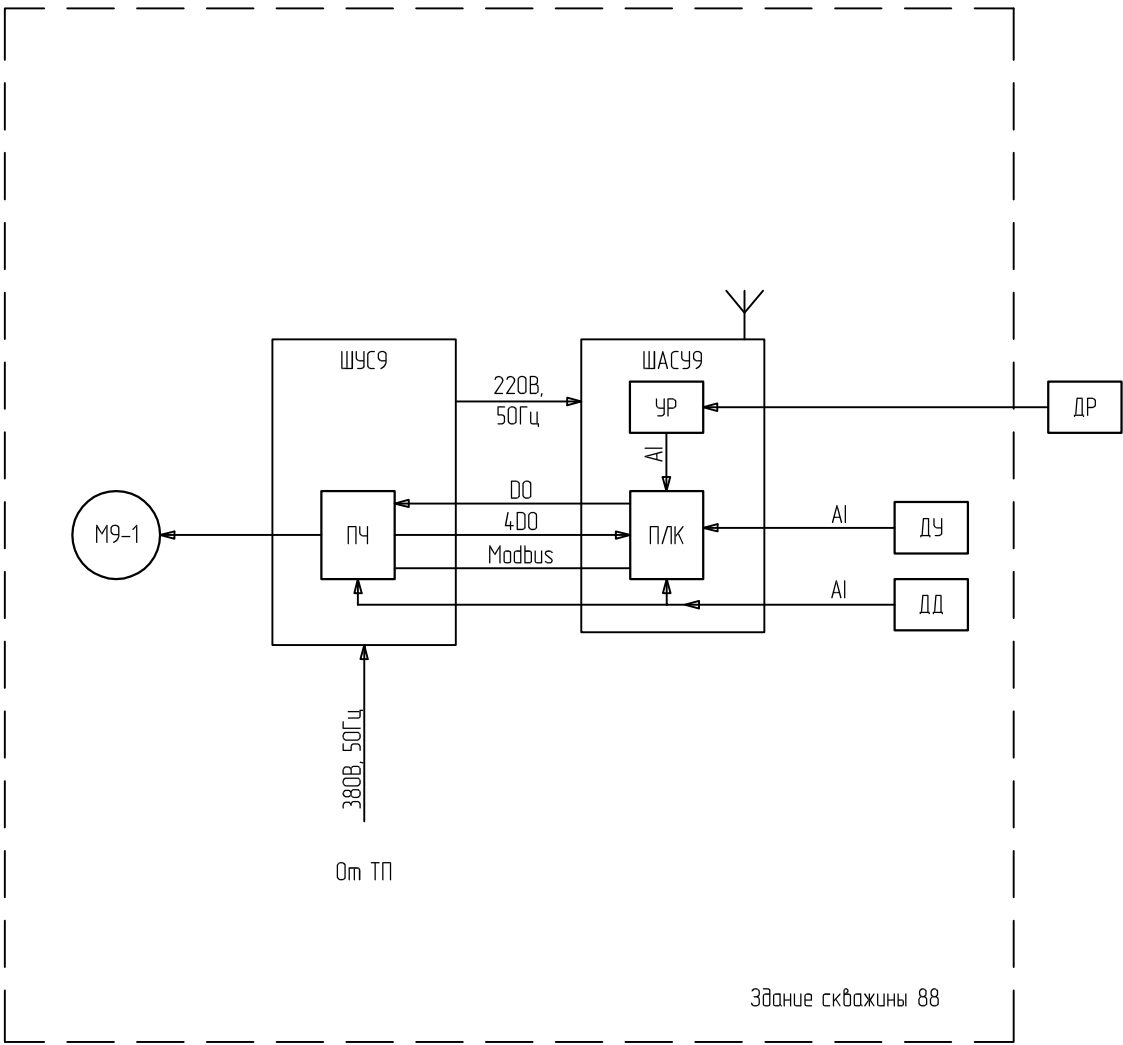 ШУС9
ШАСУ9
220В,
50Гц
УР
ДР
AI
DO
4DO
Modbus
М9-1
ПЧ
ПЛК
AI
ДУ
AI
ДД
380В, 50Гц
От ТП
Здание скважины 88